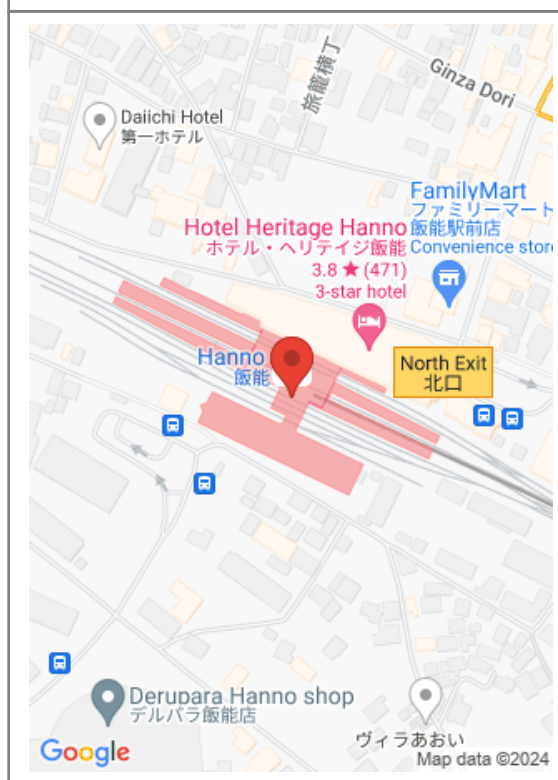 Ginza Dori
旅籠横丁
Daiichi Hotel
第一ホテル
FamilyMart
ファミリーマート
飯能駅前店
Convenience store
Hotel Heritage Hanno
ホテル・ヘリテイジ飯能
3.8 ★ (471)
3-star hotel
Hanno
飯能
North Exit
北口
Derupara Hanno shop
デルパラ飯能店
ヴィラあおい
Google
Map data ©2024